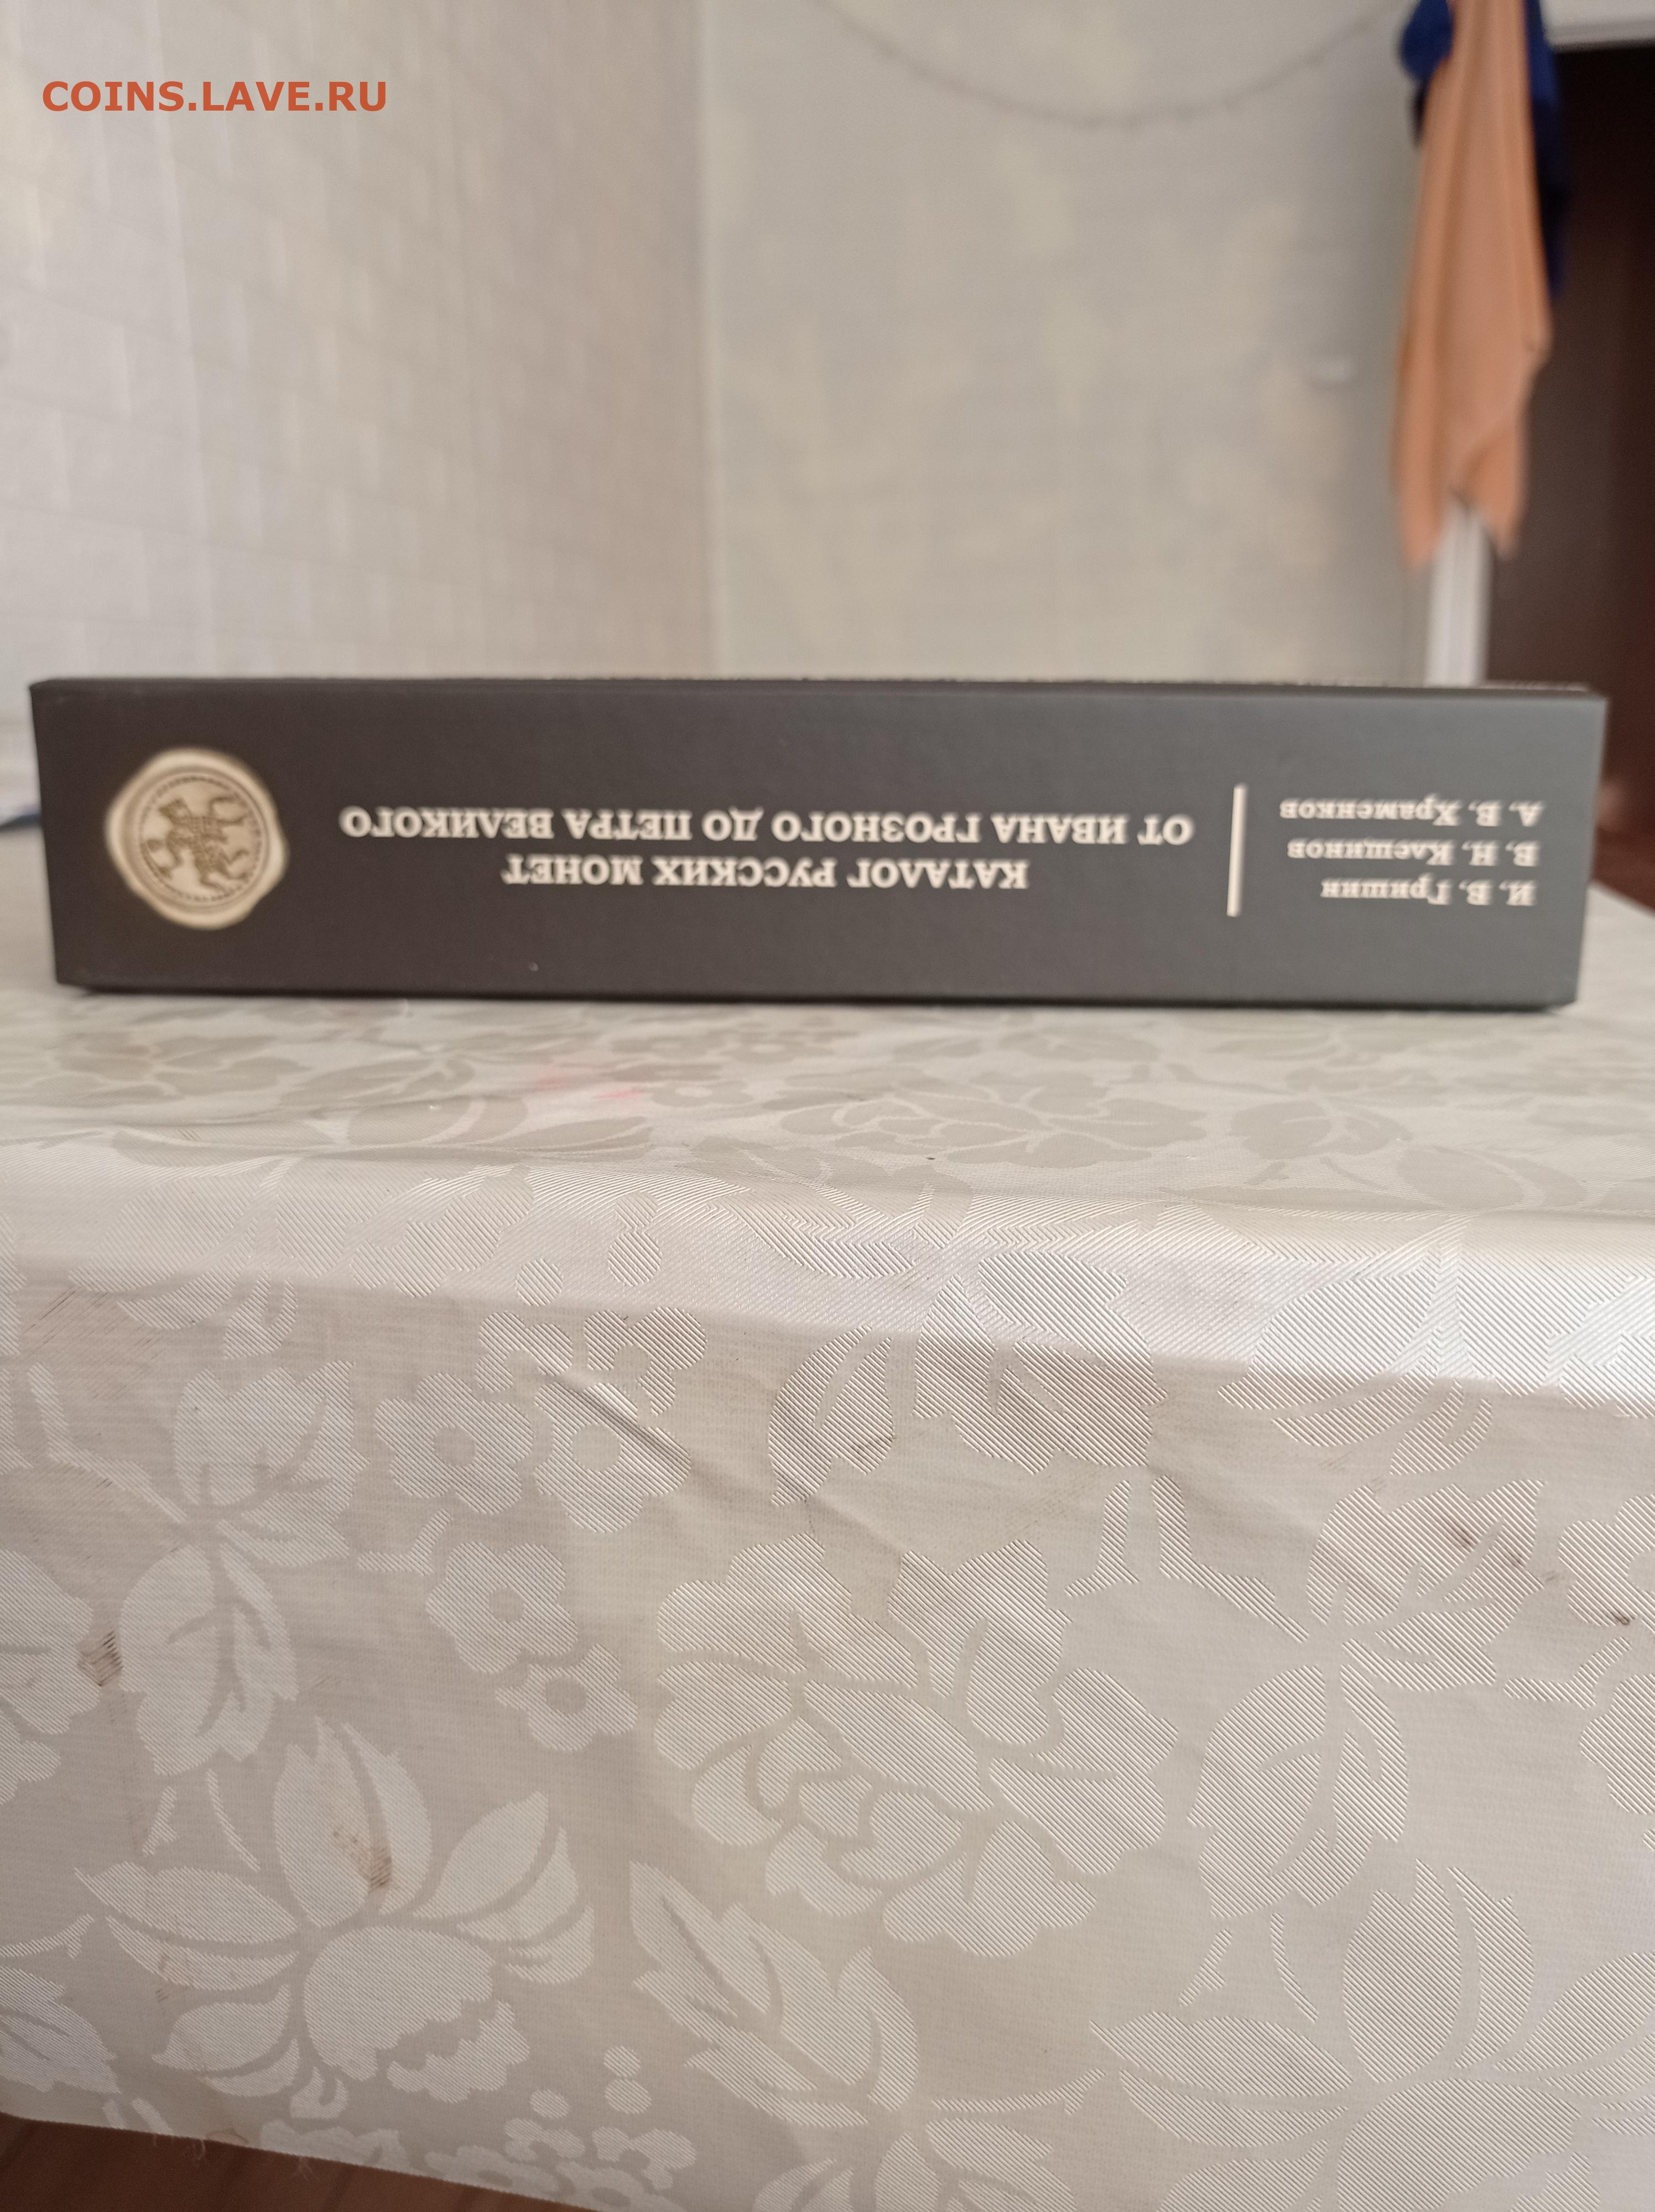 COINS.LAVE.RU
И. В. Гришин
В. Н. Клещинов
А. В. Храменков
КАТАЛОГ РУССКИХ МОНЕТ
ОТ ИВАНА ГРОЗНОГО ДО ПЕТРА ВЕЛИКОГО